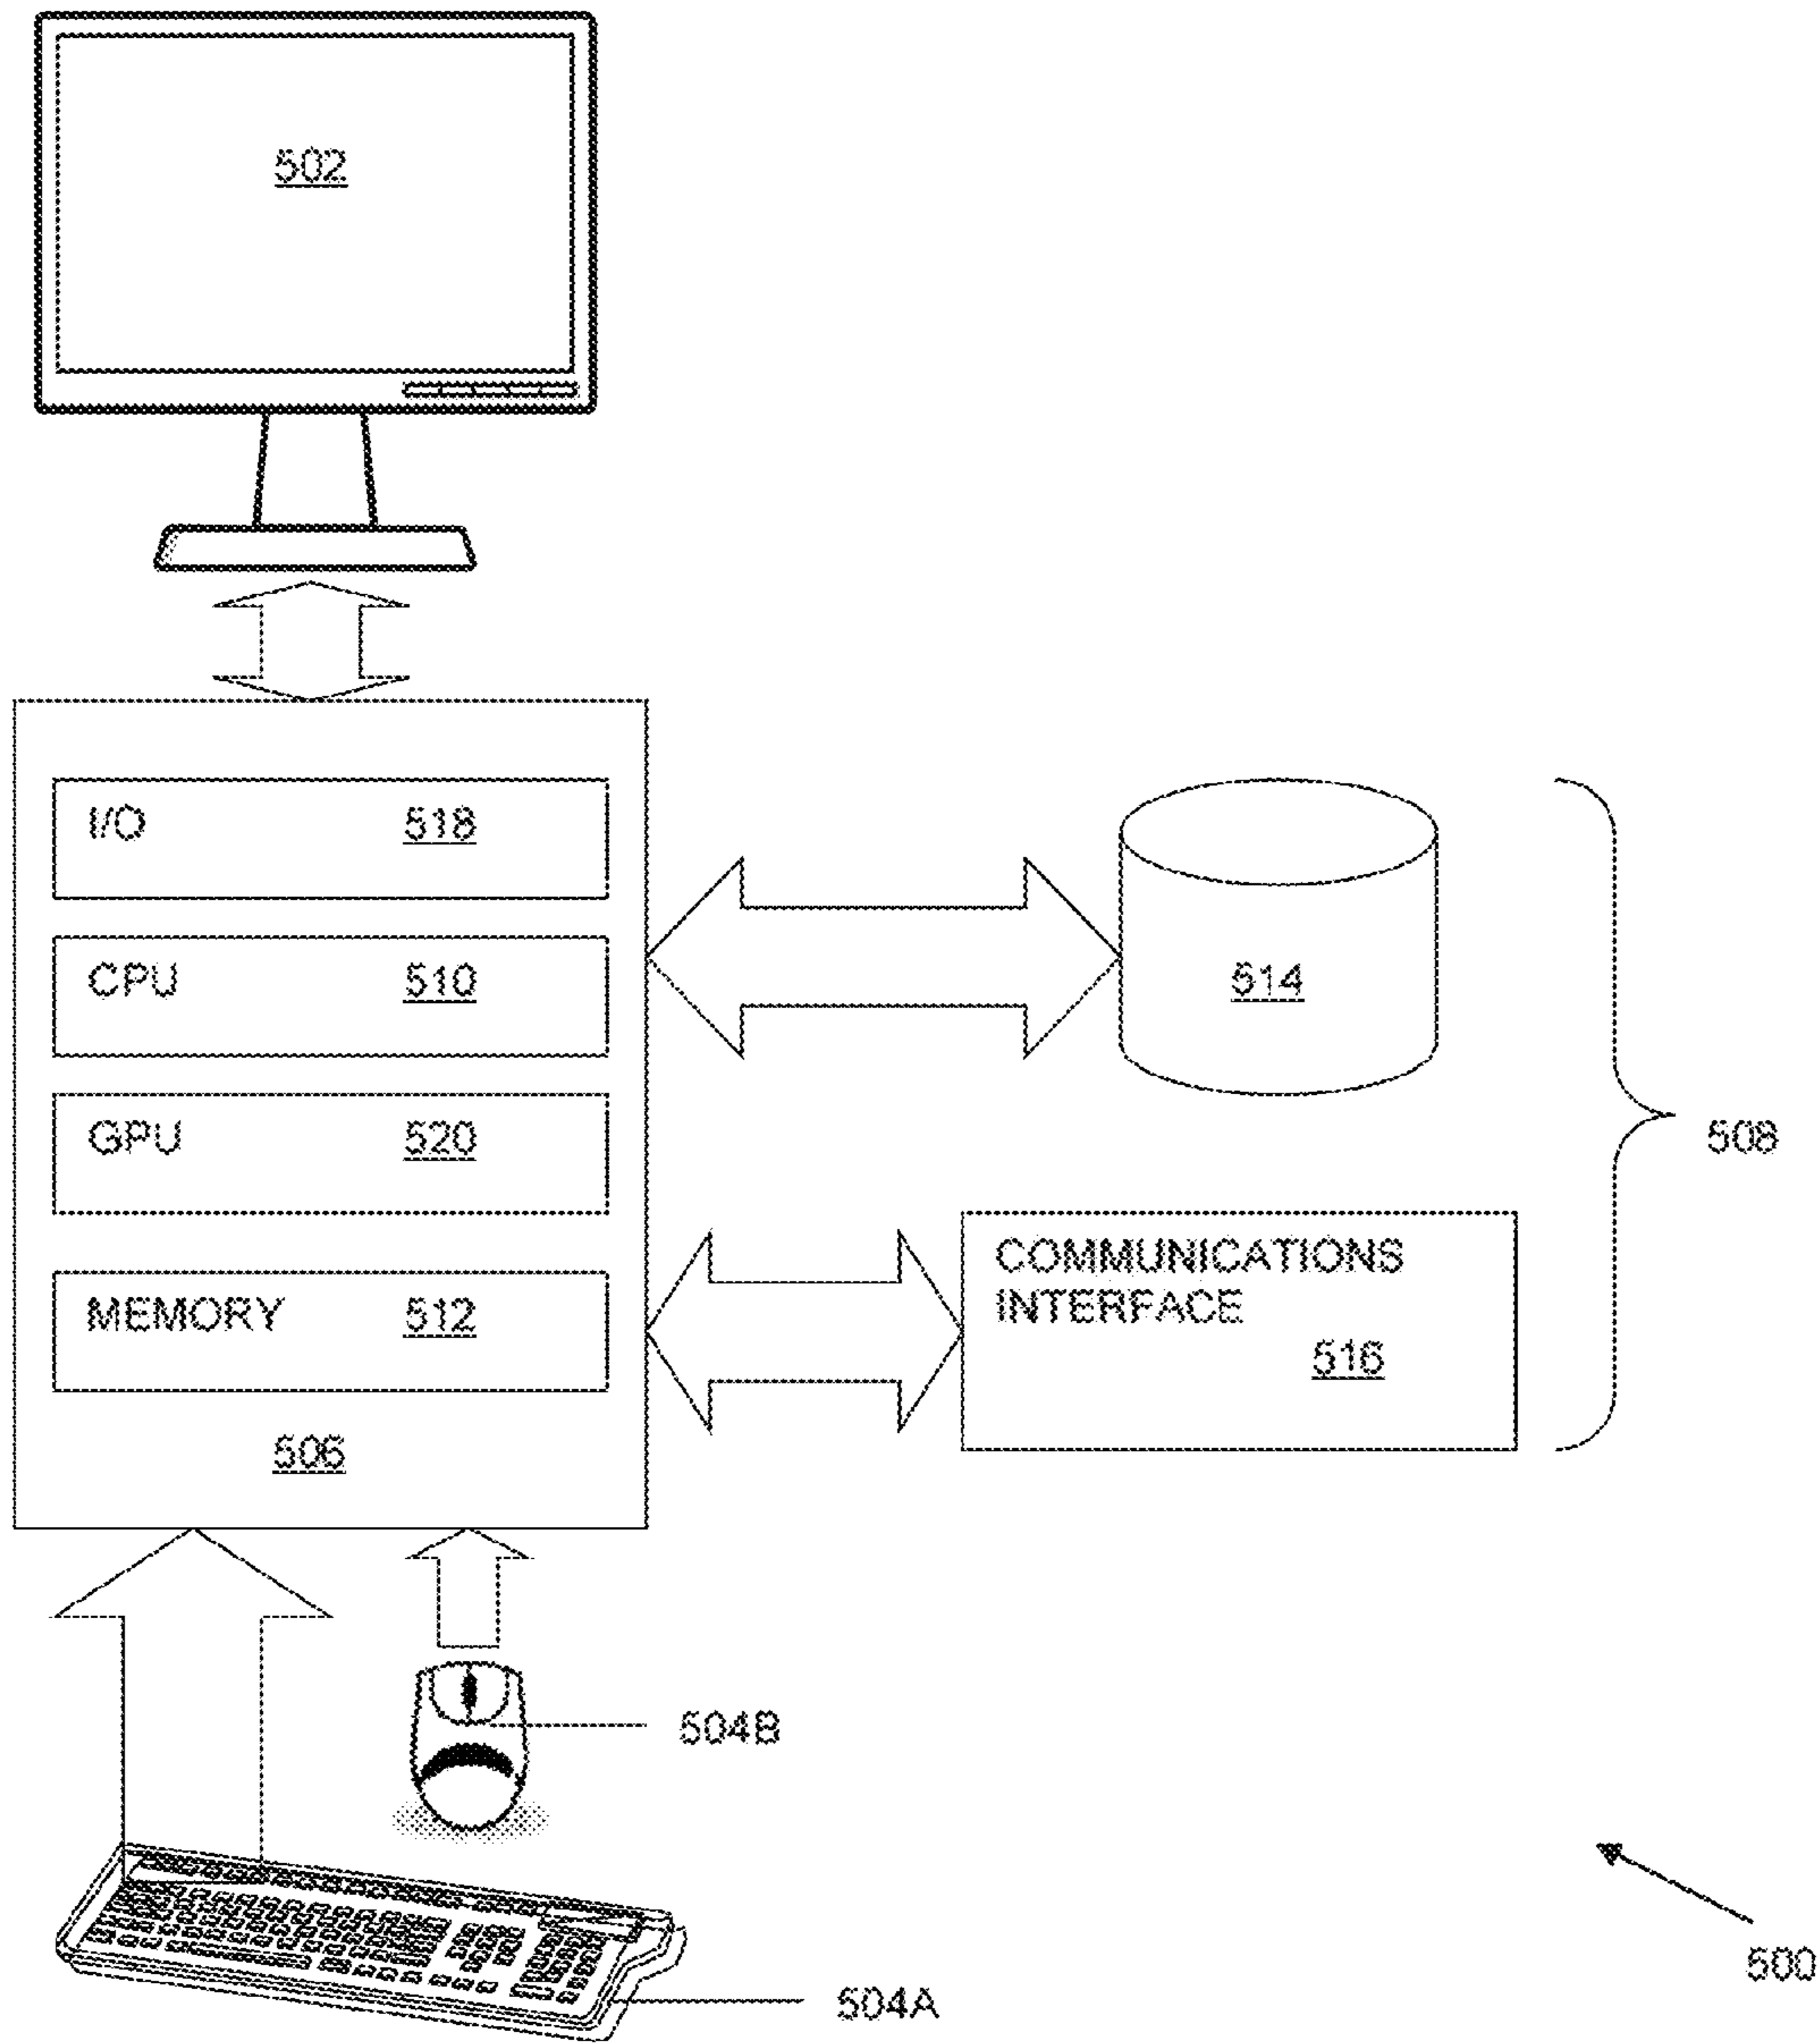 502
I/O 518
CPU 510
514
GPU 520
508
COMMUNICATIONS
INTERFACE
MEMORY 512
516
506
504B
500
504A